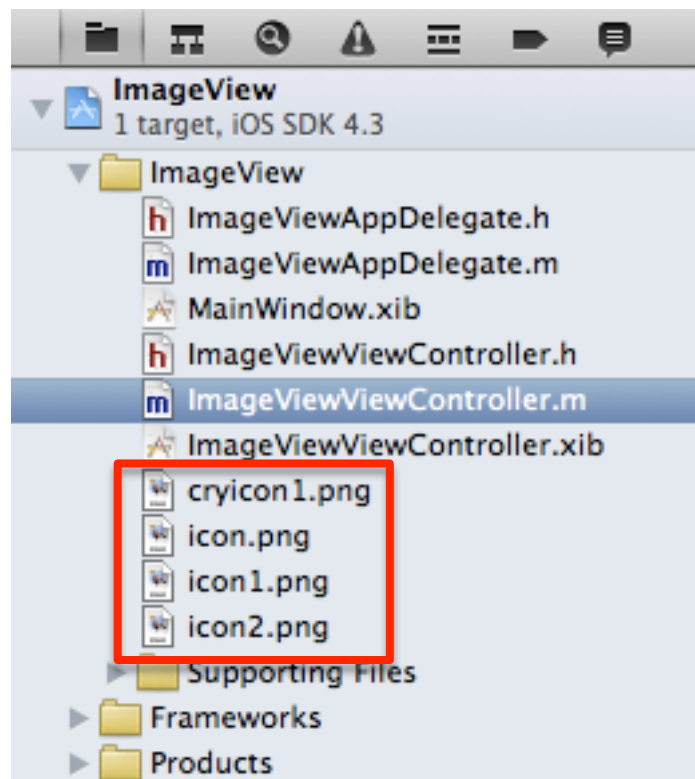 ImageView
1 target, iOS SDK 4.3
ImageView
h ImageViewAppDelegate.h
m ImageViewAppDelegate.m
MainWindow.xib
h ImageViewViewController.h
m ImageViewViewController.m
ImageViewViewController.xib
cryicon1.png
icon.png
icon1.png
icon2.png
Supporting Files
Frameworks
Products